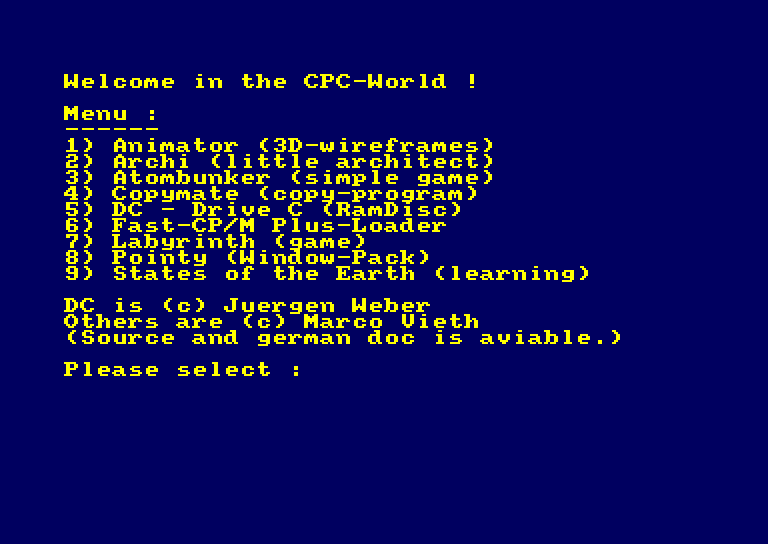 Welcome in the CPC-World !
Menu :
------
1) Animator (3D-wireframes)
2) Archi (little architect)
3) Atombunker (simple game)
4) Copymate (copy-program)
5) DC - Drive C (RamDisc)
6) Fast-CP/M Plus-Loader
7) Labyrinth (game)
8) Pointy (Window-Pack)
9) States of the Earth (learning)
DC is (c) Juergen Weber
Others are (c) Marco Vieth
(Source and german doc is aviable.)
Please select :